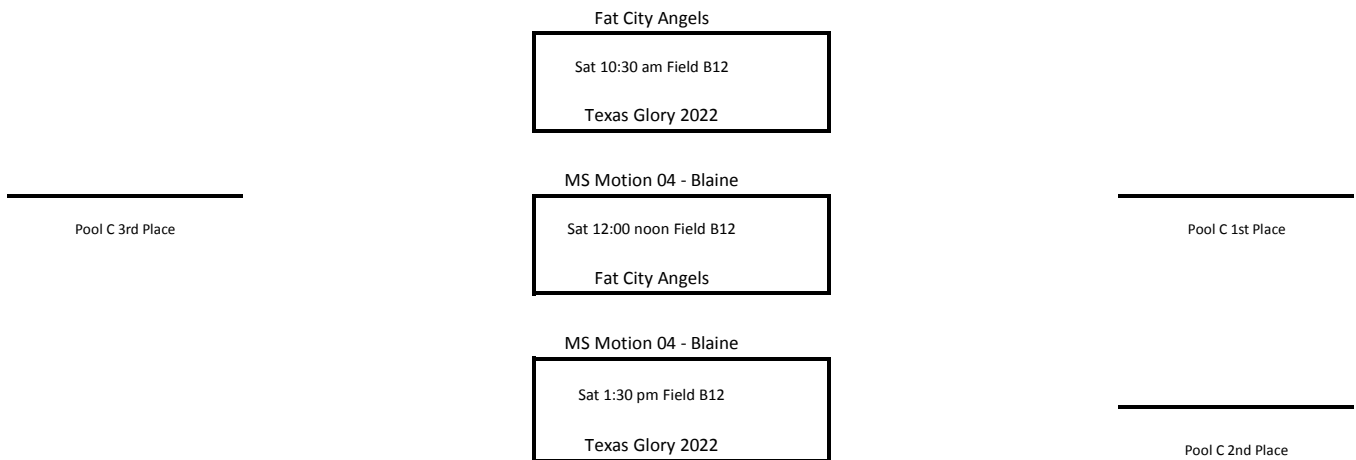 Fat City Angels
Sat 10:30 am Field B12
Texas Glory 2022
MS Motion 04 - Blaine
Pool C 3rd Place
Sat 12:00 noon Field B12
Pool C 1st Place
Fat City Angels
MS Motion 04 - Blaine
Sat 1:30 pm Field B12
Texas Glory 2022
Pool C 2nd Place